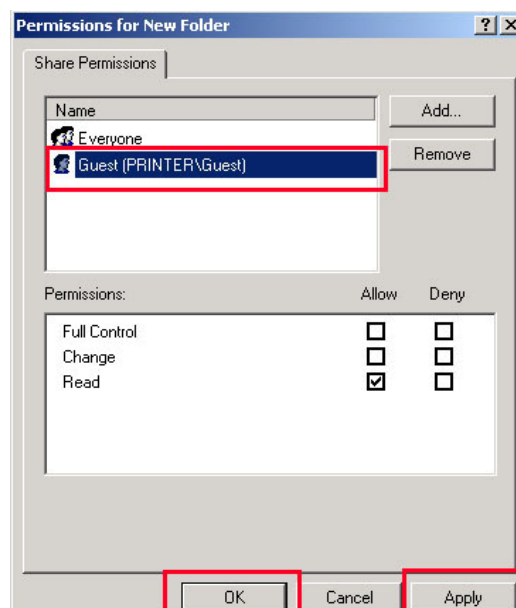 Permissions for New Folder
Share Permissions
Name
Add...
Everyone
Guest (PRINTER\Guest)
Remove
Permissions: Allow Deny
Full Control
Change
Read
OK Cancel Apply